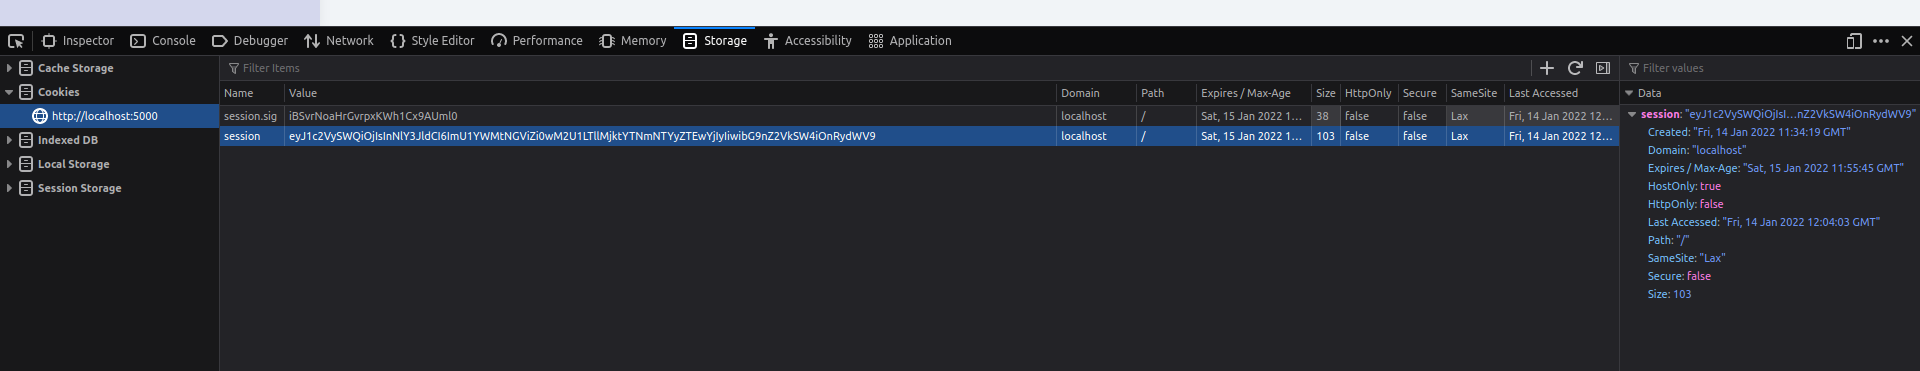 Inspector Console Debugger Network Style Editor Performance Memory Storage Accessibility Application
Cache Storage
Cookies
http://localhost:5000
Indexed DB
Local Storage
Session Storage
Filter Items
Name Value Domain Path Expires / Max-Age Size HttpOnly Secure SameSite Last Accessed
session.sig iBSvrNoaHrGvrpxKWh1Cx9AUml0 localhost / Sat, 15 Jan 2022 1... 38 false false Lax Fri, 14 Jan 2022 12...
session eyJ1c2VySWQiOjIsInNlY3JldCI6ImU1YWMtNGViZi0wM2U1LTllMjktYTNmNTYyZTEwYjIyIiwibG9nZ2VkSW4iOnRydWV9 localhost / Sat, 15 Jan 2022 1... 103 false false Lax Fri, 14 Jan 2022 12...
Filter values
Data
session: "eyJ1c2VySWQiOjIsI...nZ2VkSW4iOnRydWV9"
Created: "Fri, 14 Jan 2022 11:34:19 GMT"
Domain: "localhost"
Expires / Max-Age: "Sat, 15 Jan 2022 11:55:45 GMT"
HostOnly: true
HttpOnly: false
Last Accessed: "Fri, 14 Jan 2022 12:04:03 GMT"
Path: "/"
SameSite: "Lax"
Secure: false
Size: 103